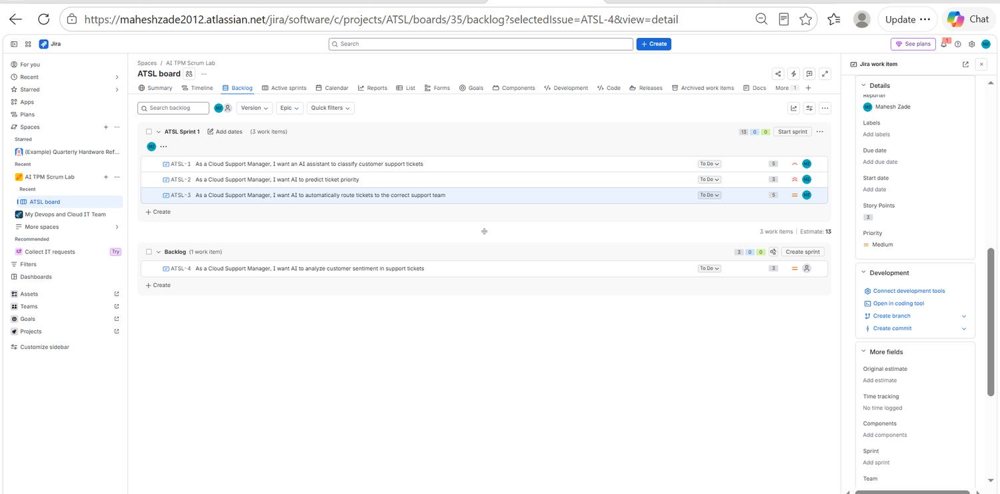 https://maheshzade2012.atlassian.net/jira/software/c/projects/ATSL/boards/35/backlog?selectedIssue=ATSL-4&view=detail
Update
Chat
Jira
Search
+ Create
See plans
1
MZ
For you
Recent
Starred
Apps
Plans
Spaces
Starred
(Example) Quarterly Hardware Ref...
Recent
AI TPM Scrum Lab
Recent
ATSL board
My Devops and Cloud IT Team
More spaces
Recommended
Collect IT requests Try
Filters
Dashboards
Assets
Teams
Goals
Projects
Customize sidebar
Spaces / AI TPM Scrum Lab
ATSL board
Summary Timeline Backlog Active sprints Calendar Reports List Forms Goals Components Development Code Releases Archived work items Docs More 1
Search backlog MZ Version Epic Quick filters
ATSL Sprint 1 Add dates (3 work items) 13 0 0 Start sprint
MZ
ATSL-1 As a Cloud Support Manager, I want an AI assistant to classify customer support tickets To Do 5 MZ
ATSL-2 As a Cloud Support Manager, I want AI to predict ticket priority To Do 3 MZ
ATSL-3 As a Cloud Support Manager, I want AI to automatically route tickets to the correct support team To Do 5 MZ
+ Create
3 work items | Estimate: 13
Backlog (1 work item) 3 0 0 Create sprint
ATSL-4 As a Cloud Support Manager, I want AI to analyze customer sentiment in support tickets To Do 3
+ Create
Jira work item
Details
Reporter
MZ Mahesh Zade
Labels
Add labels
Due date
Add due date
Start date
Add date
Story Points
3
Priority
Medium
Development
Connect development tools
Open in coding tool
Create branch
Create commit
More fields
Original estimate
Add estimate
Time tracking
No time logged
Components
Add components
Sprint
Add sprint
Team